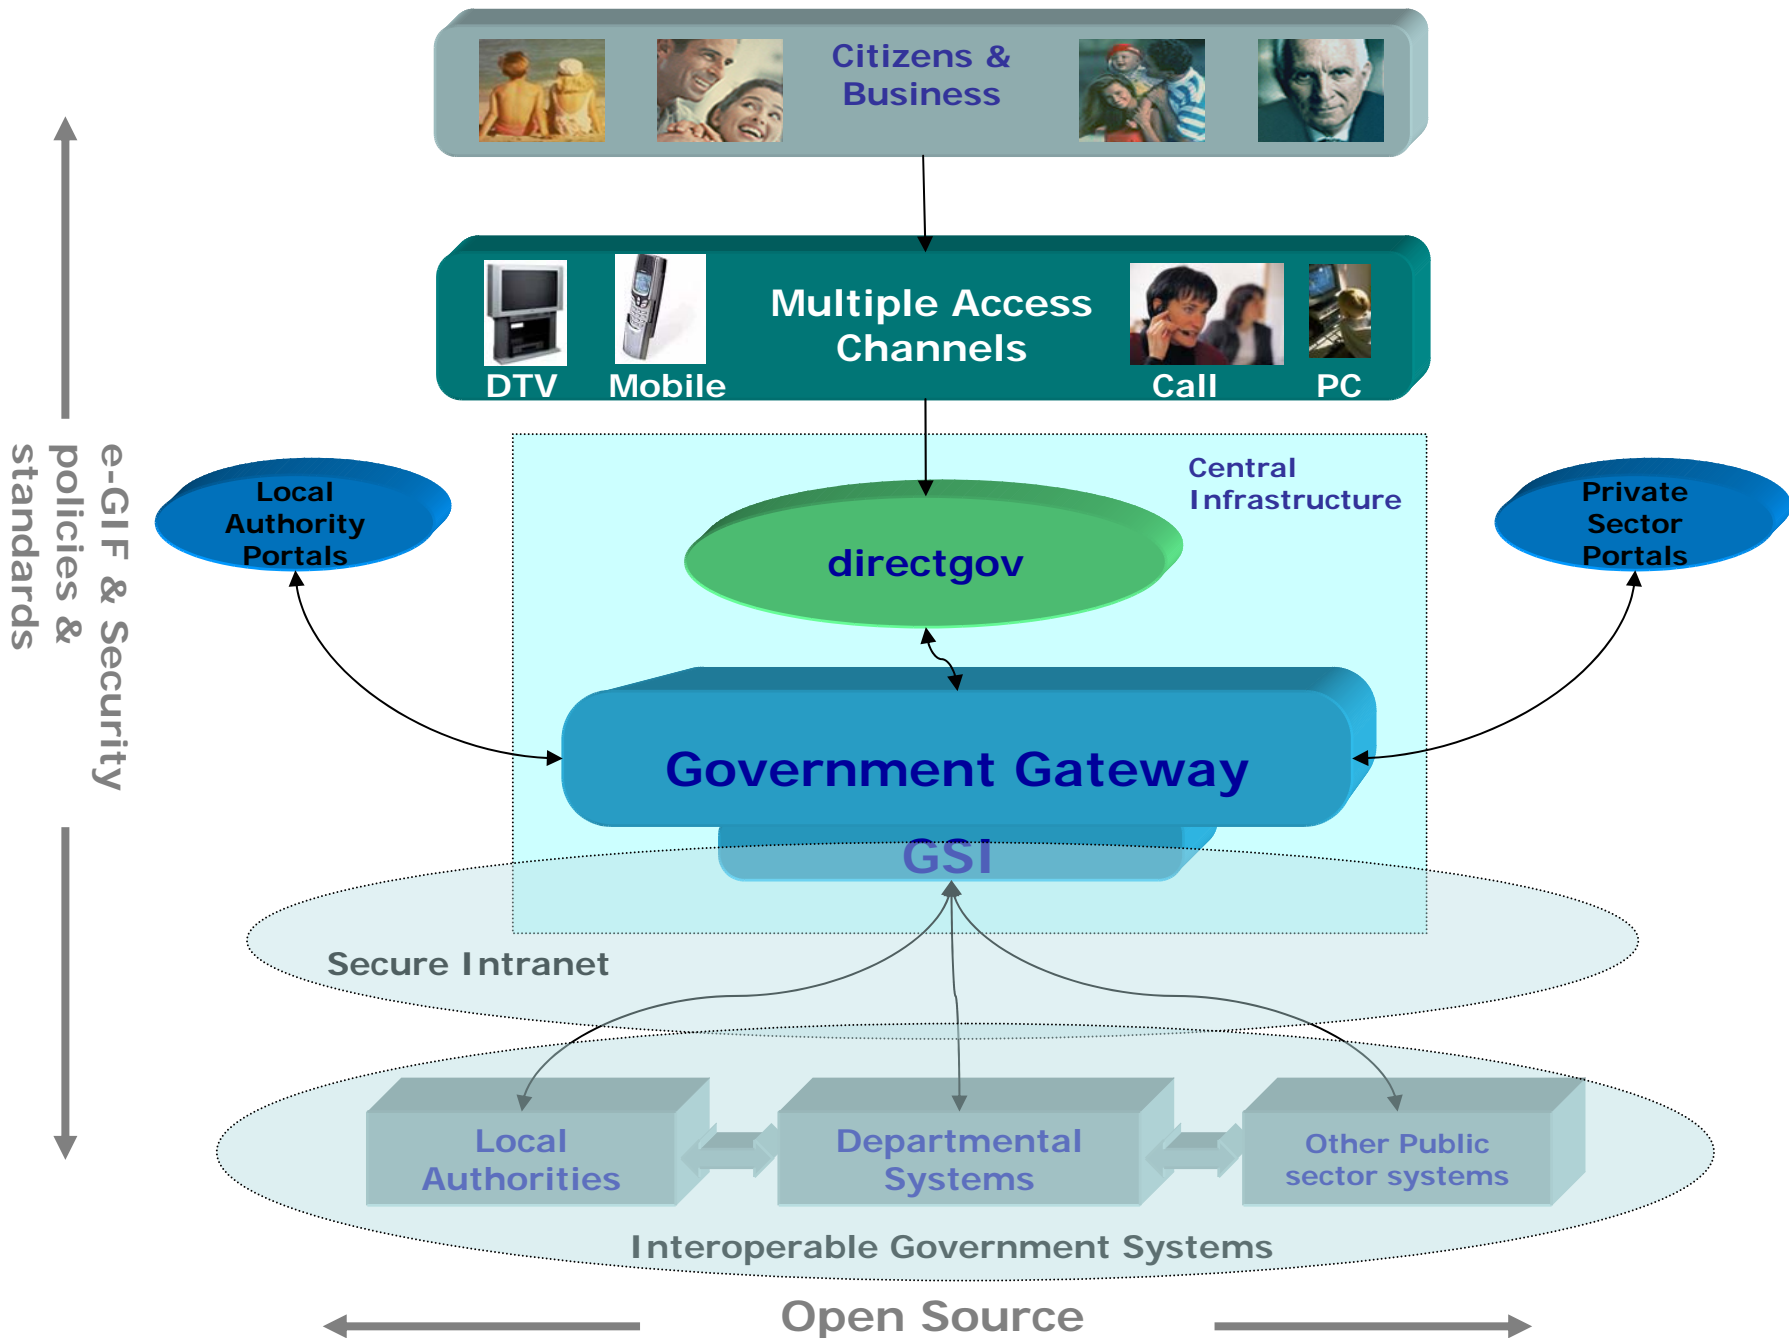 Citizens &
Business
Multiple Access
Channels
DTV
Mobile
Call
PC
e-GIF & Security
policies &
standards
Local
Authority
Portals
Central
Infrastructure
Private
Sector
Portals
directgov
Government Gateway
GSI
Secure Intranet
Local
Authorities
Departmental
Systems
Other Public
sector systems
Interoperable Government Systems
Open Source